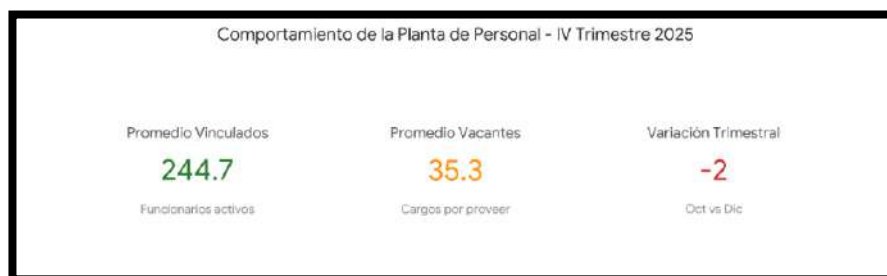 Comportamiento de la Planta de Personal - IV Trimestre 2025
Promedio Vinculados
244.7
Funcionarios activos
Promedio Vacantes
35.3
Cargos por proveer
Variación Trimestral
-2
Oct vs Dic